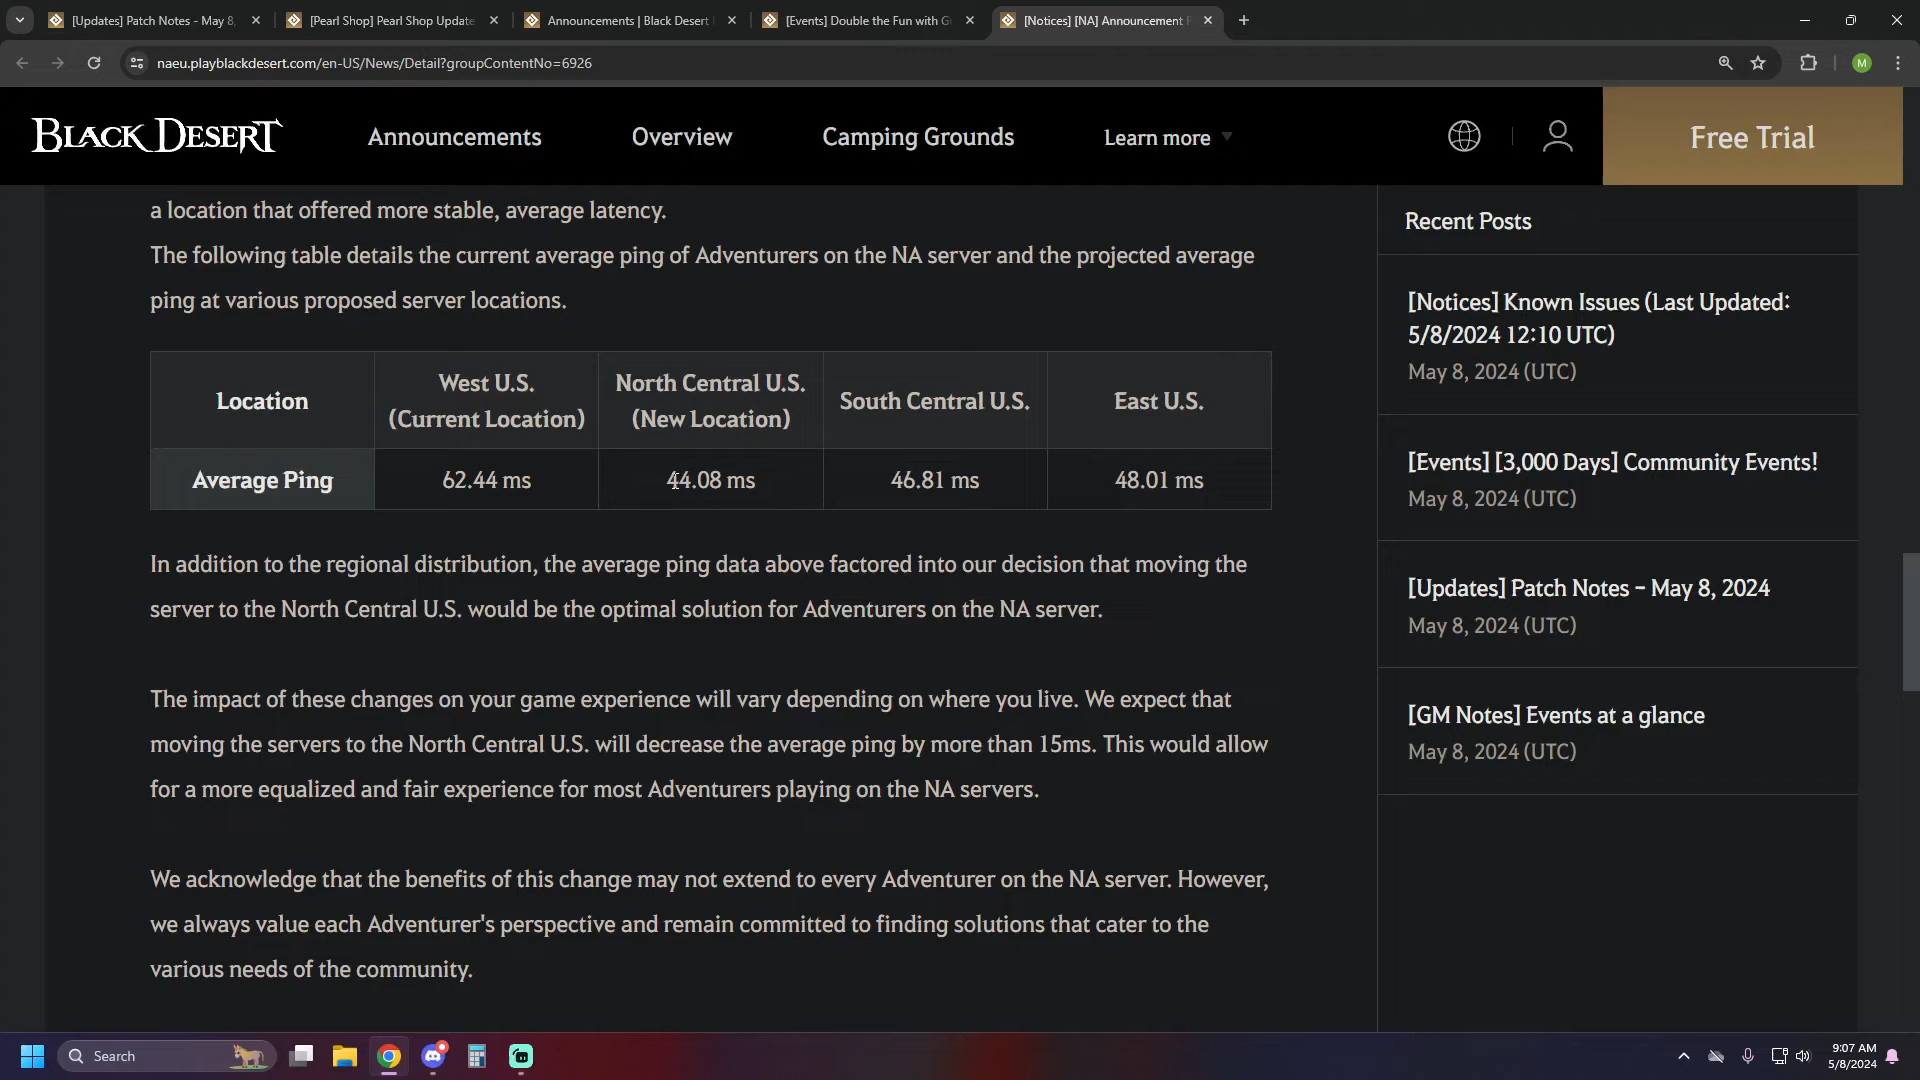 [Updates] Patch Notes - May 8,
[Pearl Shop] Pearl Shop Update
Announcements | Black Desert
[Events] Double the Fun with G
[Notices] [NA] Announcement R
naeu.playblackdesert.com/en-US/News/Detail?groupContentNo=6926
M
BLACK DESERT
Announcements
Overview
Camping Grounds
Learn more
Free Trial
a location that offered more stable, average latency.
The following table details the current average ping of Adventurers on the NA server and the projected average
ping at various proposed server locations.
Location
West U.S.
(Current Location)
North Central U.S.
(New Location)
South Central U.S.
East U.S.
Average Ping
62.44 ms
44.08 ms
46.81 ms
48.01 ms
In addition to the regional distribution, the average ping data above factored into our decision that moving the
server to the North Central U.S. would be the optimal solution for Adventurers on the NA server.
The impact of these changes on your game experience will vary depending on where you live. We expect that
moving the servers to the North Central U.S. will decrease the average ping by more than 15ms. This would allow
for a more equalized and fair experience for most Adventurers playing on the NA servers.
We acknowledge that the benefits of this change may not extend to every Adventurer on the NA server. However,
we always value each Adventurer's perspective and remain committed to finding solutions that cater to the
various needs of the community.
Recent Posts
[Notices] Known Issues (Last Updated:
5/8/2024 12:10 UTC)
May 8, 2024 (UTC)
[Events] [3,000 Days] Community Events!
May 8, 2024 (UTC)
[Updates] Patch Notes - May 8, 2024
May 8, 2024 (UTC)
[GM Notes] Events at a glance
May 8, 2024 (UTC)
Search
9:07 AM
5/8/2024